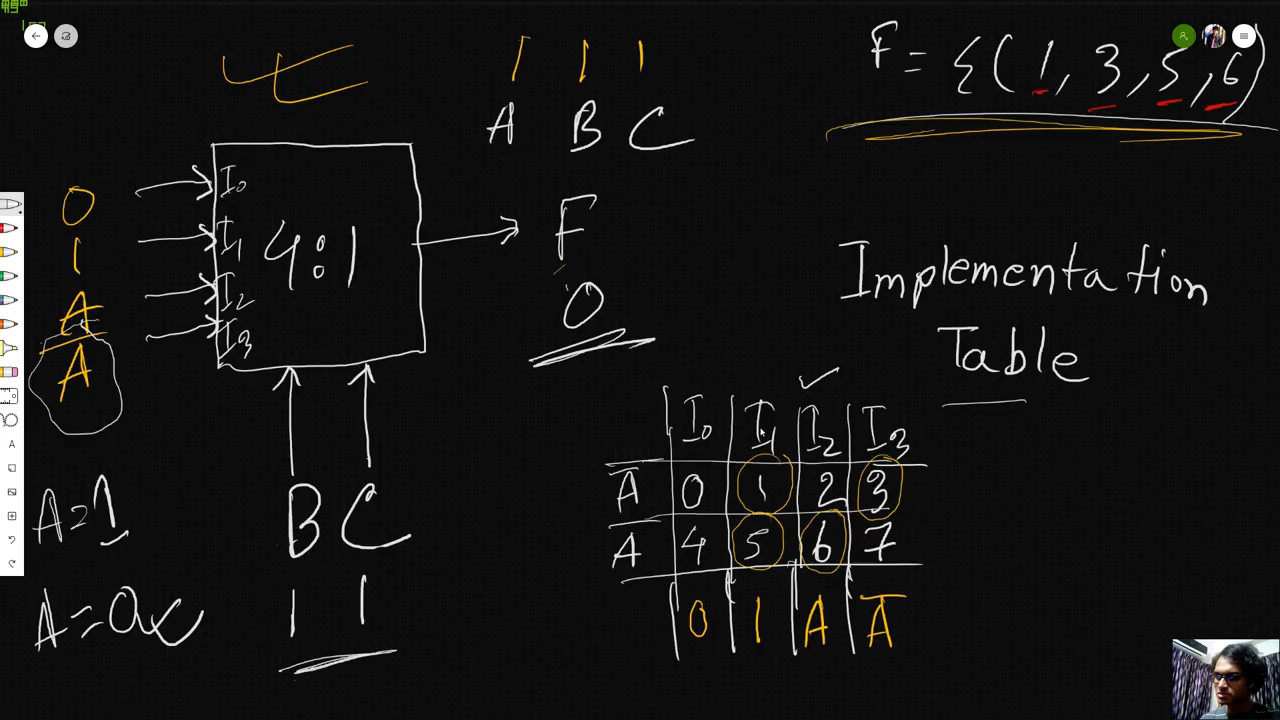 1 1 1
A B C
F = Σ(1, 3, 5, 6)
0
1
A
A̅
I0
I1
I2
I3
4:1
F
0
Implementation
Table
B C
1 1
A=1
A=0
I0 I1 I2 I3
A̅ 0 1 2 3
A 4 5 6 7
0 1 A A̅